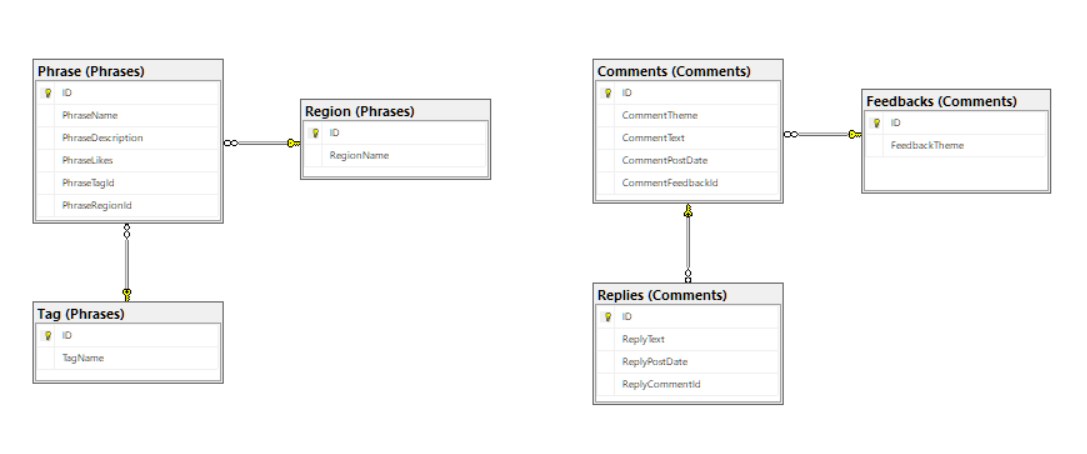 Phrase (Phrases)
ID
PhraseName
PhraseDescription
PhraseLikes
PhraseTagId
PhraseRegionId
Region (Phrases)
ID
RegionName
Tag (Phrases)
ID
TagName
Comments (Comments)
ID
CommentTheme
CommentText
CommentPostDate
CommentFeedbackId
Feedbacks (Comments)
ID
FeedbackTheme
Replies (Comments)
ID
ReplyText
ReplyPostDate
ReplyCommentId